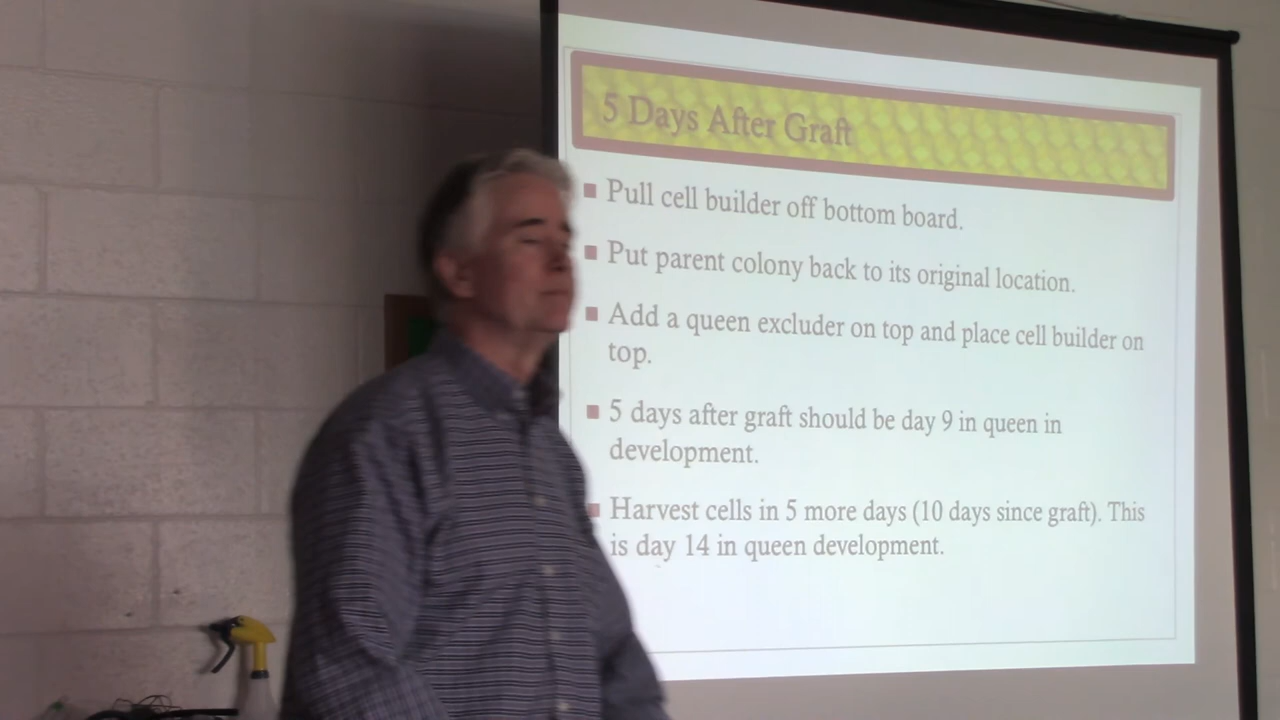 5 Days After Graft
Pull cell builder off bottom board.
Put parent colony back to its original location.
Add a queen excluder on top and place cell builder on
top.
5 days after graft should be day 9 in queen in
development.
Harvest cells in 5 more days (10 days since graft). This
is day 14 in queen development.